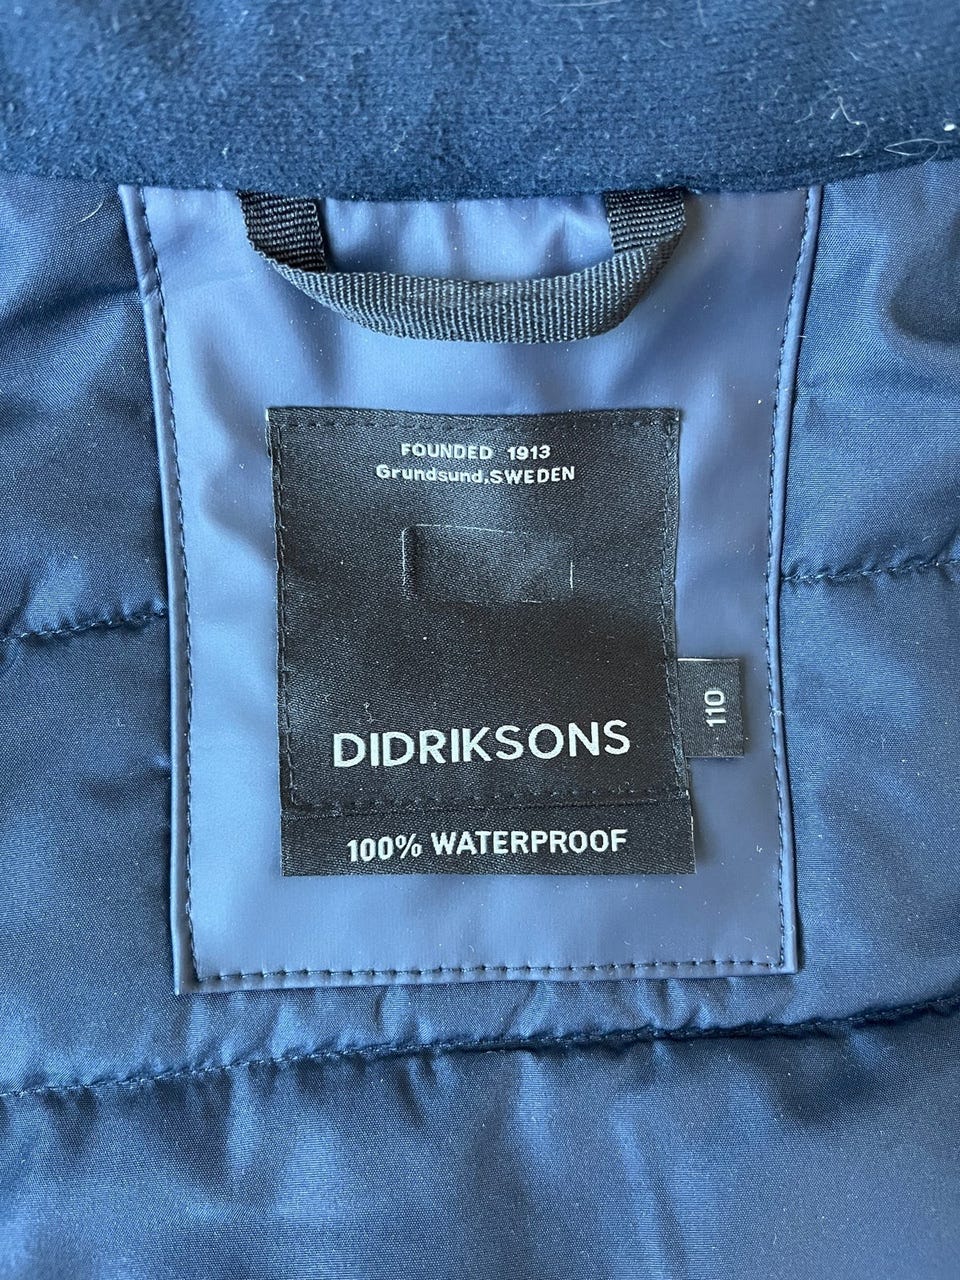 FOUNDED 1913
Grundsund, SWEDEN
DIDRIKSONS
110
100% WATERPROOF